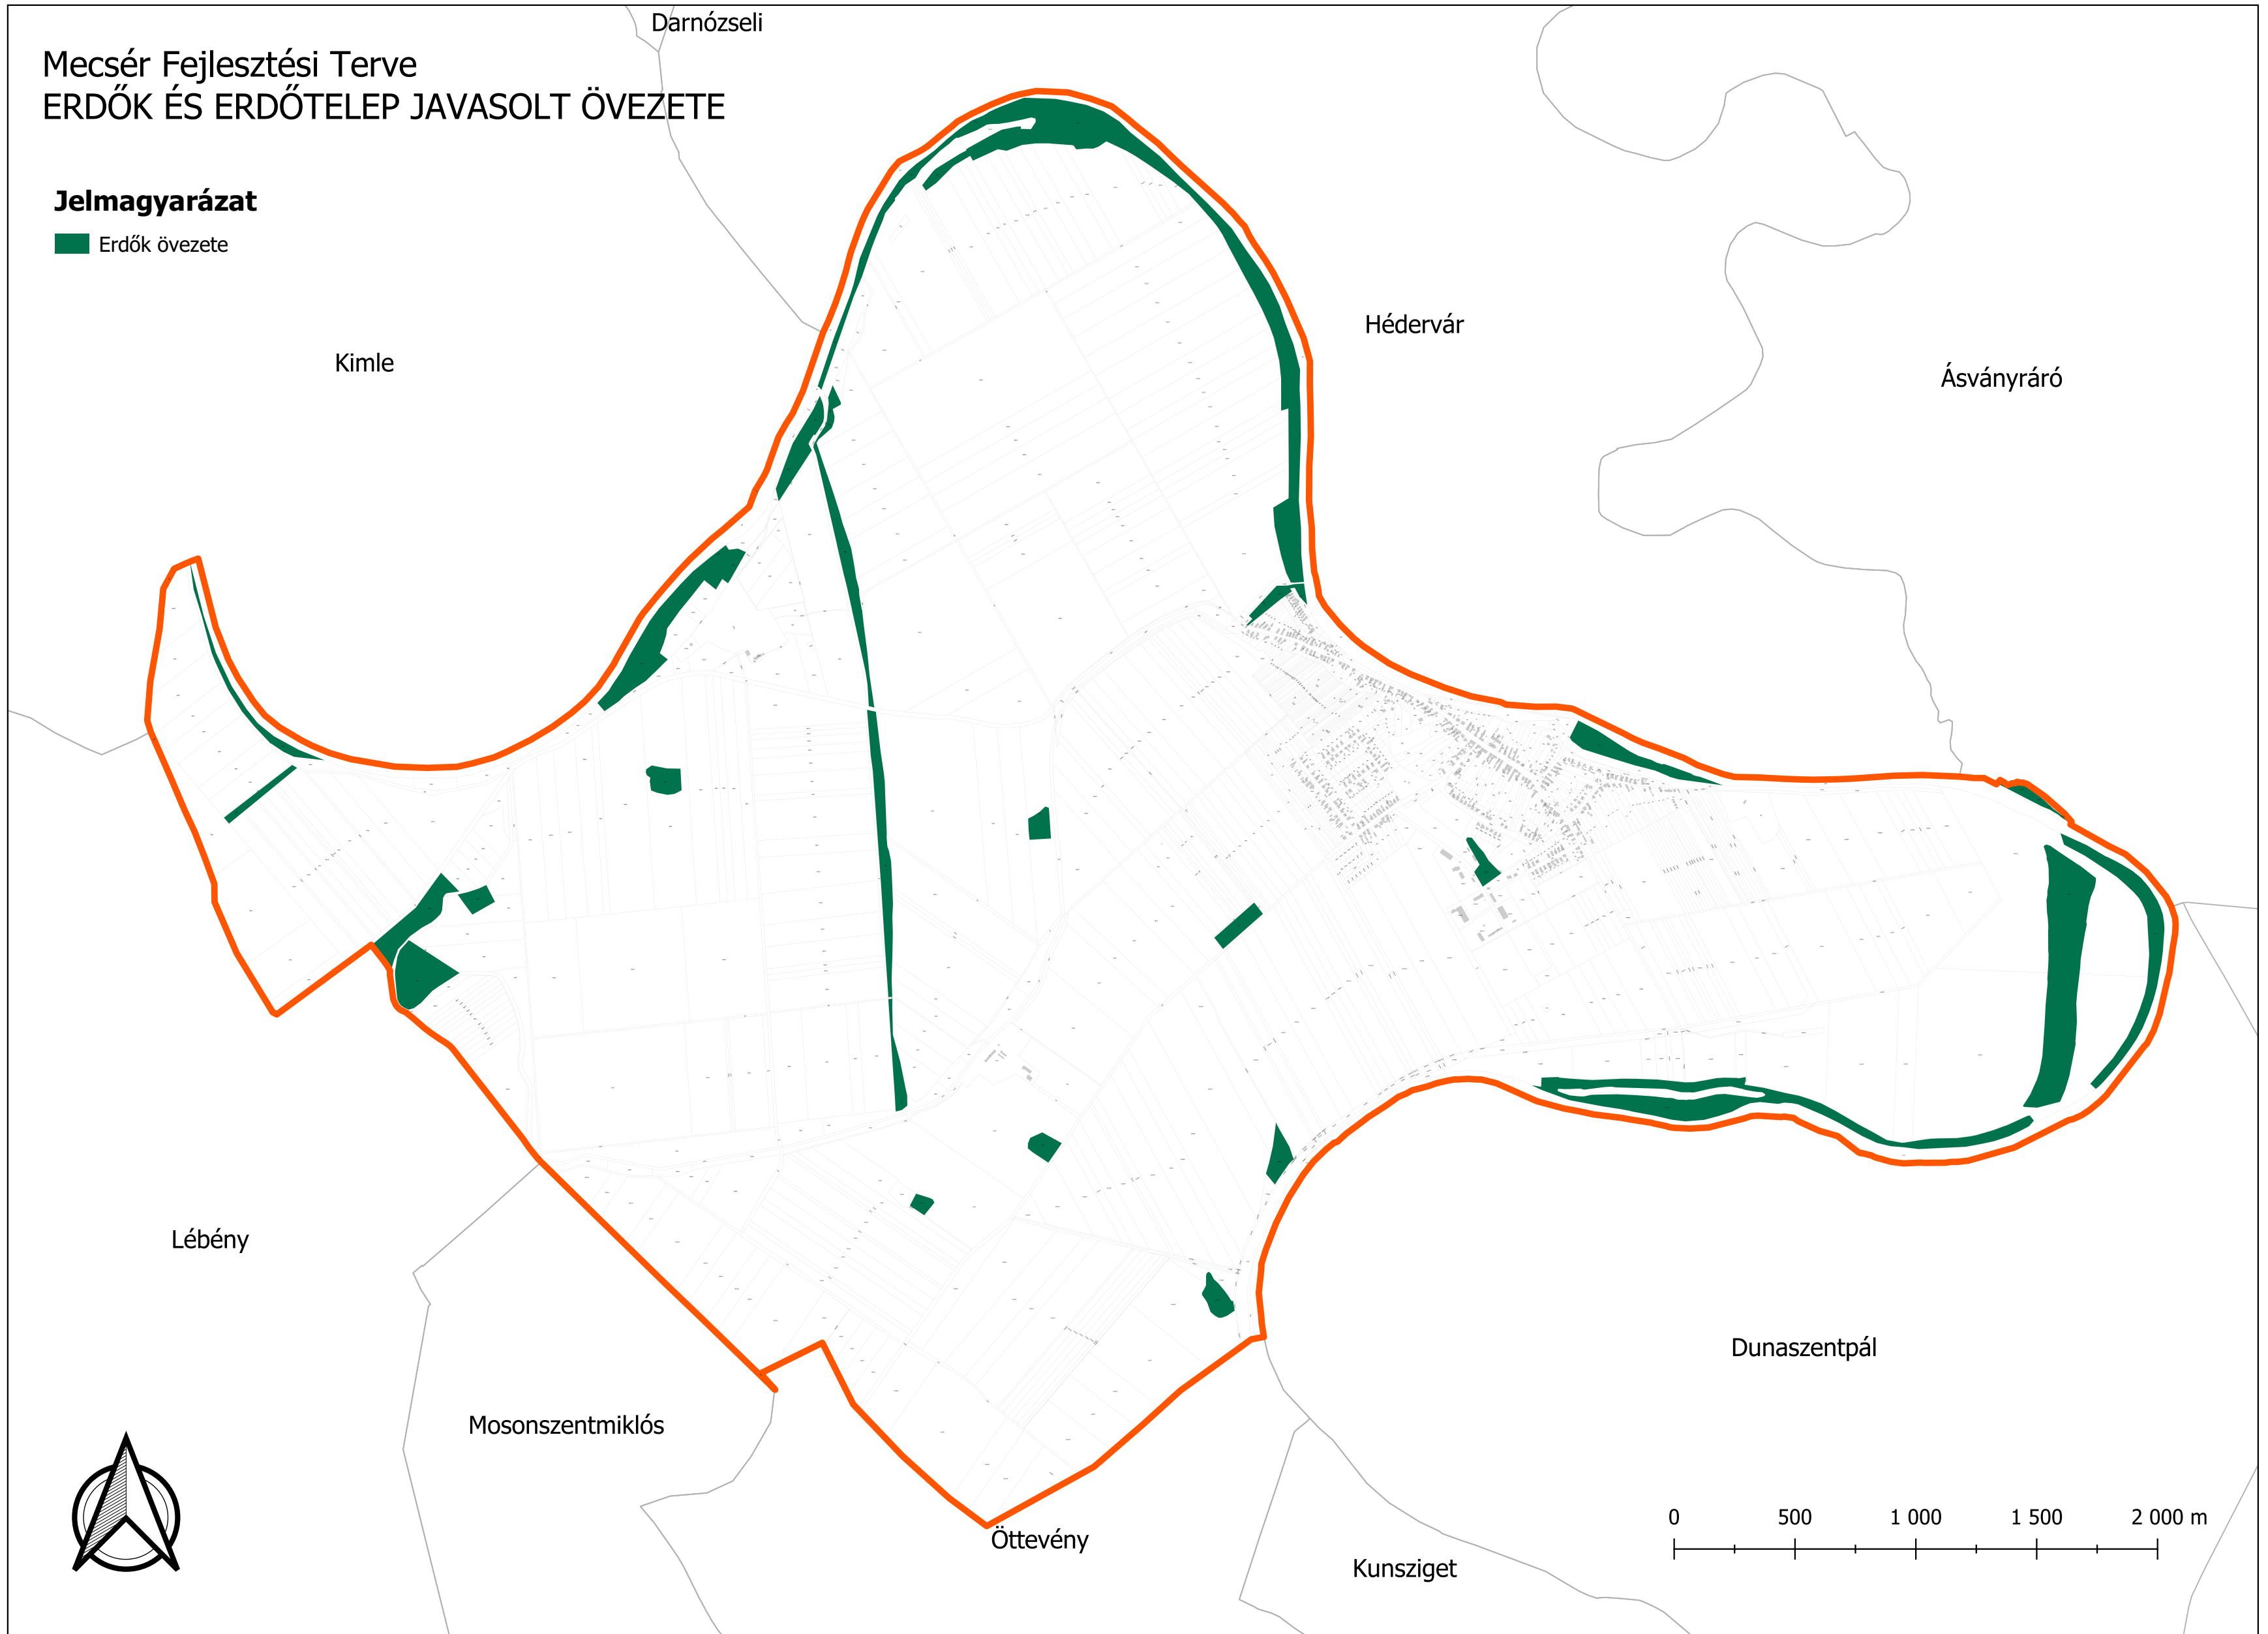 Darnózseli
Mecsér Fejlesztési Terve
ERDŐK ÉS ERDŐTELEP JAVASOLT ÖVEZETE
Jelmagyarázat
Erdők övezete
Hédervár
Kimle
Ásványráró
Lébény
Dunaszentpál
Mosonszentmiklós
0 500 1 000 1 500 2 000 m
Öttevény
Kunsziget